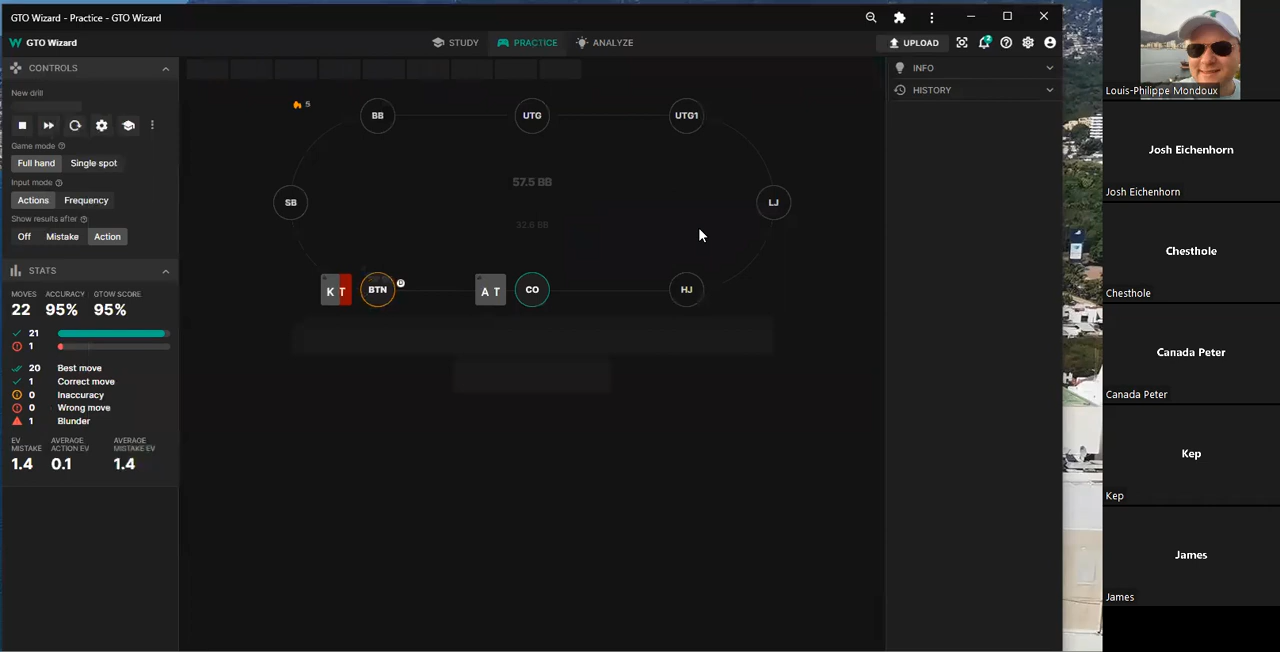 GTO Wizard - Practice - GTO Wizard
GTO Wizard
STUDY
PRACTICE
ANALYZE
UPLOAD
CONTROLS
New drill
Game mode
Full hand
Single spot
Input mode
Actions
Frequency
Show results after
Off
Mistake
Action
STATS
MOVES
ACCURACY
GTOW SCORE
22
95%
95%
21
1
20 Best move
1 Correct move
0 Inaccuracy
0 Wrong move
1 Blunder
EV MISTAKE
AVERAGE ACTION EV
AVERAGE MISTAKE EV
1.4
0.1
1.4
5
BB
UTG
UTG1
57.5 BB
32.6 BB
SB
LJ
K T
BTN
D
A T
CO
HJ
INFO
HISTORY
Louis-Philippe Mondoux
Josh Eichenhorn
Josh Eichenhorn
Chesthole
Chesthole
Canada Peter
Canada Peter
Kep
Kep
James
James